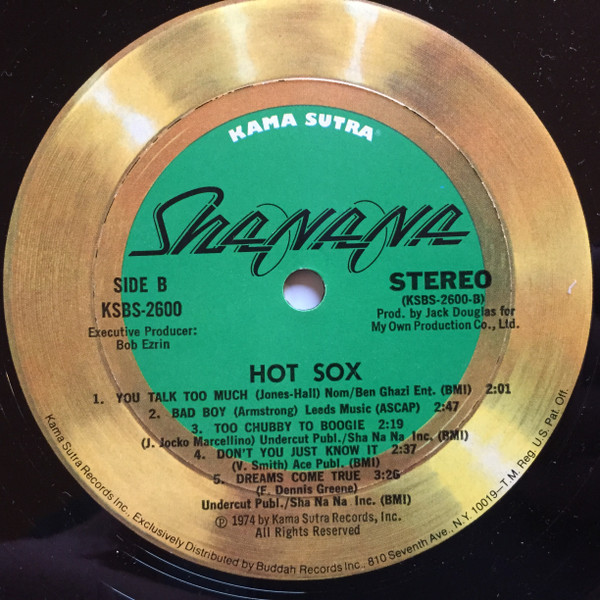 KAMA SUTRA®
ShaNaNa
SIDE B
KSBS-2600
Executive Producer:
Bob Ezrin
STEREO
(KSBS-2600-B)
Prod. by Jack Douglas for
My Own Production Co., Ltd.
HOT SOX
1. YOU TALK TOO MUCH (Jones-Hall) Nom/Ben Ghazi Ent. (BMI) 2:01
2. BAD BOY (Armstrong) Leeds Music (ASCAP) 2:47
3. TOO CHUBBY TO BOOGIE 2:19
(J. Jocko Marcellino) Undercut Publ./Sha Na Na Inc. (BMI)
4. DON'T YOU JUST KNOW IT 2:37
(V. Smith) Ace Publ. (BMI)
5. DREAMS COME TRUE 3:26
(F. Dennis Greene)
Undercut Publ./Sha Na Na Inc. (BMI)
℗ 1974 by Kama Sutra Records, Inc.
All Rights Reserved
Kama Sutra Records Inc., Exclusively Distributed by Buddah Records Inc., 810 Seventh Ave., N.Y. 10019–T.M. Reg. U.S. Pat. Off.